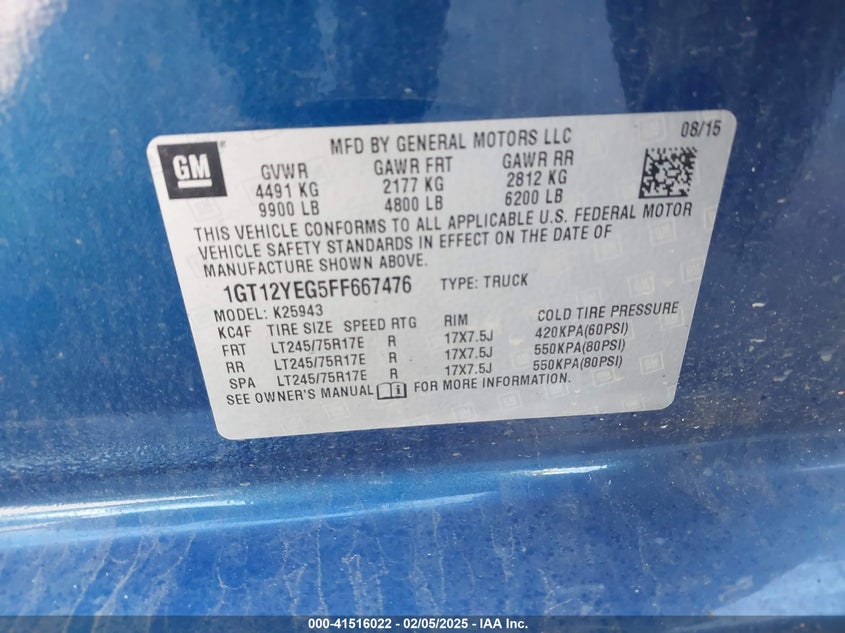 MFD BY GENERAL MOTORS LLC 08/15
GM
GVWR GAWR FRT GAWR RR
4491 KG 2177 KG 2812 KG
9900 LB 4800 LB 6200 LB
THIS VEHICLE CONFORMS TO ALL APPLICABLE U.S. FEDERAL MOTOR
VEHICLE SAFETY STANDARDS IN EFFECT ON THE DATE OF
MANUFACTURE SHOWN ABOVE.
1GT12YEG5FF667476 TYPE: TRUCK
MODEL: K25943
KC4F TIRE SIZE SPEED RTG RIM COLD TIRE PRESSURE
FRT LT245/75R17E R 17X7.5J 420KPA(60PSI)
RR LT245/75R17E R 17X7.5J 550KPA(80PSI)
SPA LT245/75R17E R 17X7.5J 550KPA(80PSI)
SEE OWNER'S MANUAL i FOR MORE INFORMATION.
000-41516022 - 02/05/2025 - IAA Inc.